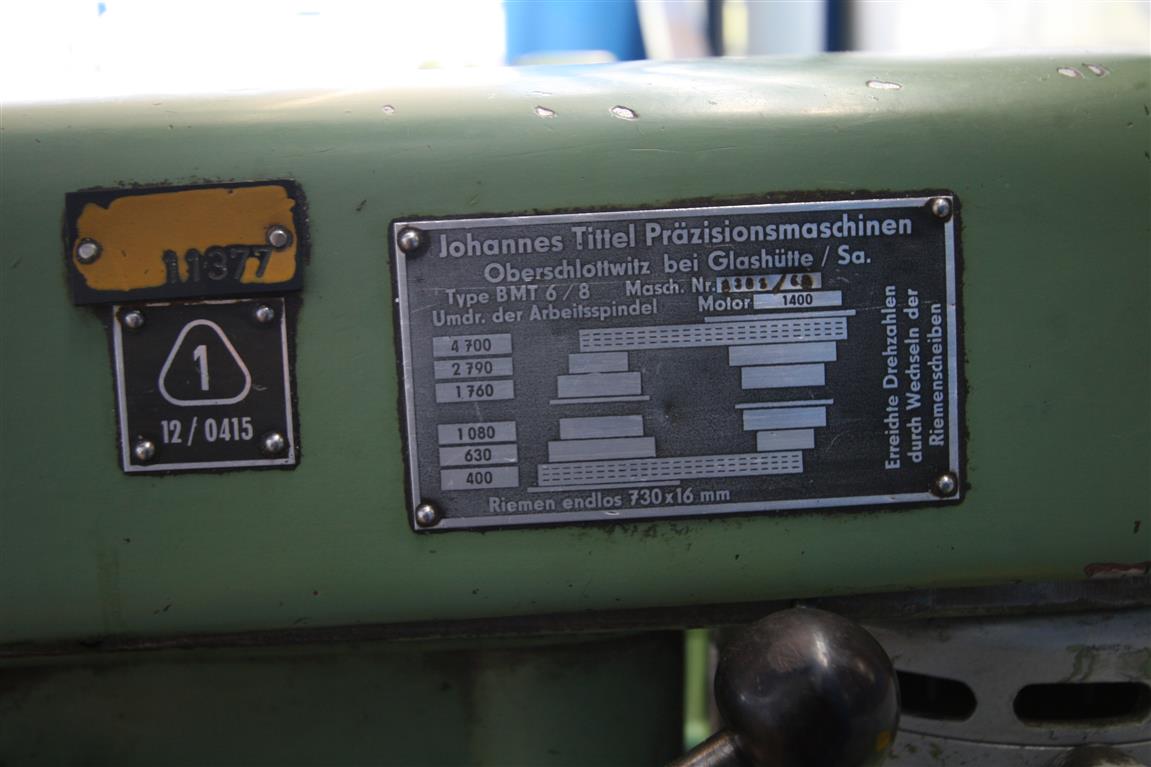 11377
1
12/0415
Johannes Tittel Präzisionsmaschinen
Oberschlottwitz bei Glashütte / Sa.
Type BMT 6/8 Masch. Nr.
Umdr. der Arbeitsspindel Motor 1400
4 700
2 790
1 760
1 080
630
400
Riemen endlos 730x16 mm
Erreichte Drehzahlen
durch Wechseln der
Riemenscheiben